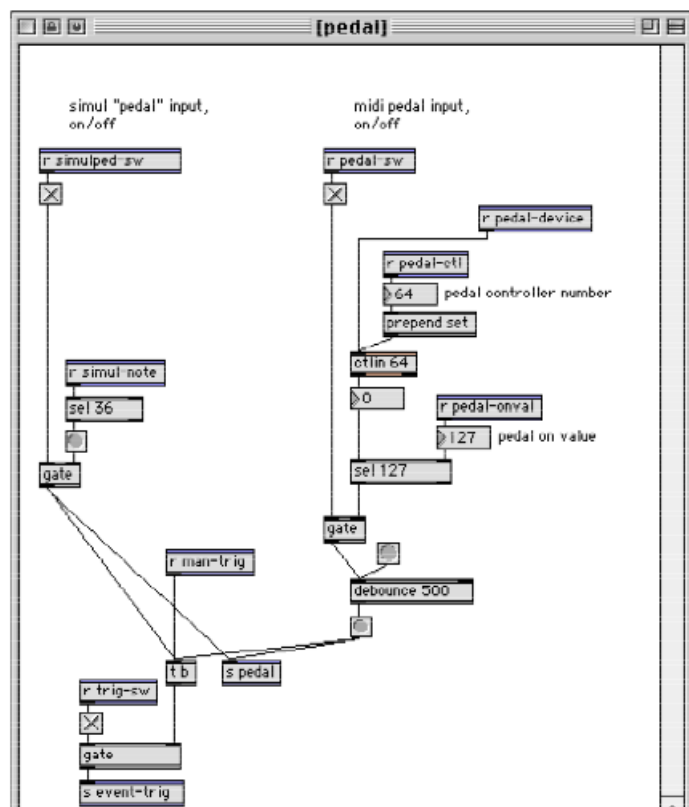 [pedal]
simul "pedal" input,
on/off
midi pedal input,
on/off
r simulped-sw
r pedal-sw
r pedal-device
r pedal-ctl
64
pedal controller number
prepend set
ctlin 64
r simul-note
0
r pedal-onval
sel 36
127
pedal on value
sel 127
gate
gate
r man-trig
debounce 500
t b
s pedal
r trig-sw
gate
s event-trig